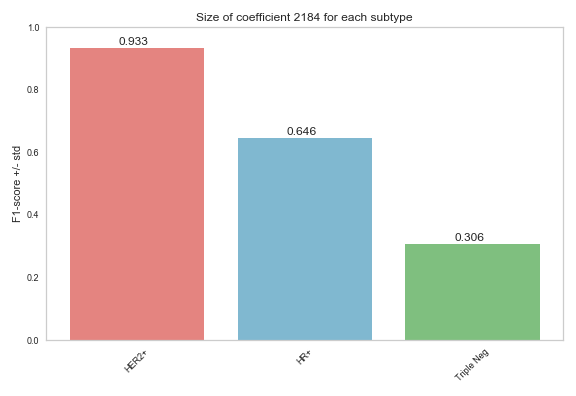 Size of coefficient 2184 for each subtype
F1-score +/- std
1.0
0.8
0.6
0.4
0.2
0.0
0.933
0.646
0.306
HER2+
HR+
Triple Neg